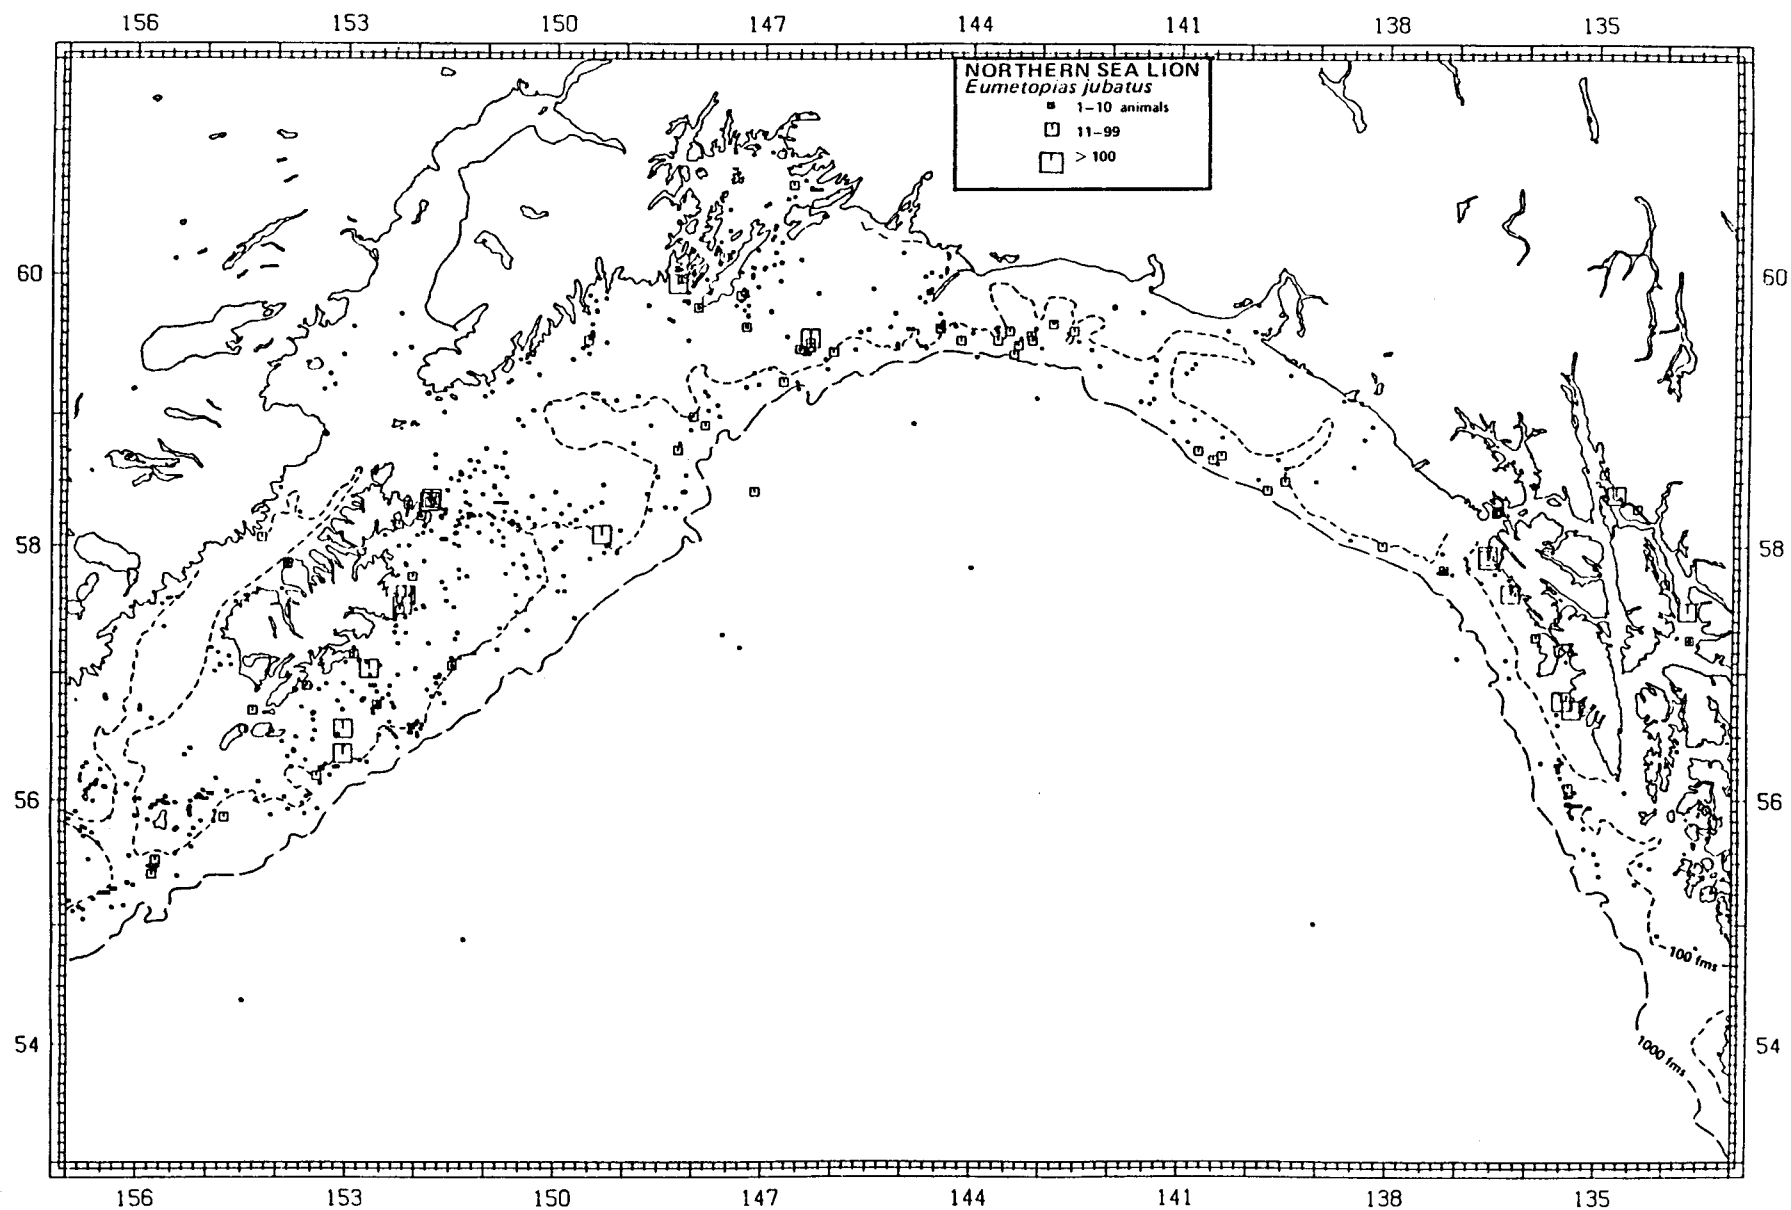 156 153 150 147 144 141 138 135
NORTHERN SEA LION
Eumetopias jubatus
1–10 animals
11–99
> 100
60 60
58 58
56 56
100 fms
54 54
1000 fms
156 153 150 147 144 141 138 135